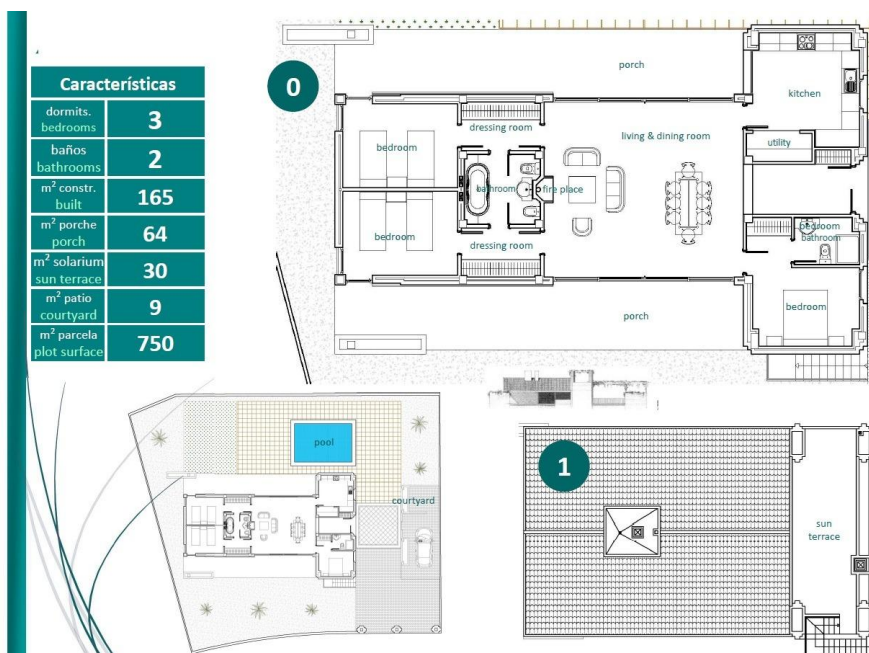 Características
dormits.
bedrooms
3
baños
bathrooms
2
m² constr.
built
165
m² porche
porch
64
m² solarium
sun terrace
30
m² patio
courtyard
9
m² parcela
plot surface
750
0
porch
kitchen
dressing room
living & dining room
utility
bedroom
bathroom
fire place
bedroom
bedroom
bathroom
dressing room
bedroom
porch
pool
courtyard
1
sun
terrace